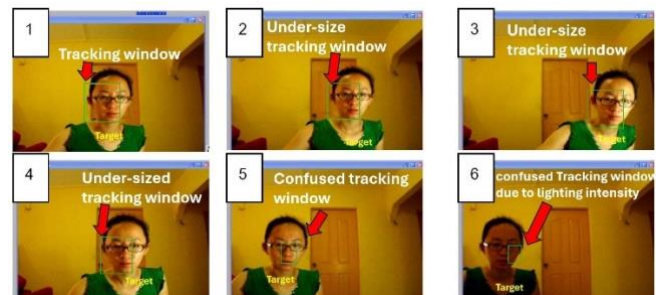 1
Tracking window
Target
2
Under-size
tracking window
Target
3
Under-size
tracking window
Target
4
Under-sized
tracking window
Target
5
Confused tracking
window
Target
6
confused Tracking window
due to lighting intensity
Target